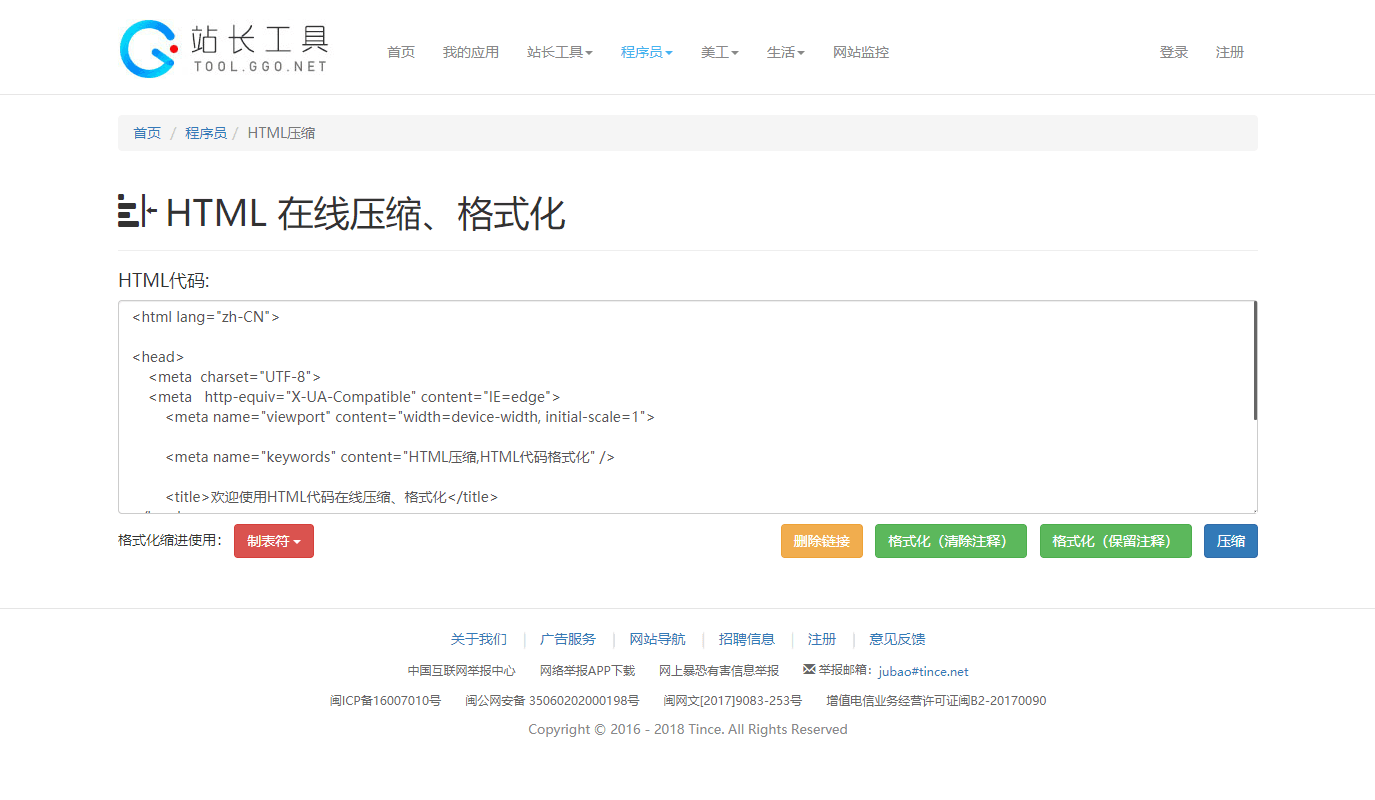 站长工具
TOOL.GGO.NET
首页 我的应用 站长工具 程序员 美工 生活 网站监控 登录 注册
首页 / 程序员 / HTML压缩
HTML 在线压缩、格式化
HTML代码:
<html lang="zh-CN">
<head>
<meta  charset="UTF-8">
<meta   http-equiv="X-UA-Compatible" content="IE=edge">
<meta name="viewport" content="width=device-width, initial-scale=1">
<meta name="keywords" content="HTML压缩,HTML代码格式化" />
<title>欢迎使用HTML代码在线压缩、格式化</title>
格式化缩进使用： 制表符 删除链接 格式化（清除注释） 格式化（保留注释） 压缩
关于我们 | 广告服务 | 网站导航 | 招聘信息 | 注册 | 意见反馈
中国互联网举报中心 网络举报APP下载 网上暴恐有害信息举报 举报邮箱：jubao#tince.net
闽ICP备16007010号 闽公网安备 35060202000198号 闽网文[2017]9083-253号 增值电信业务经营许可证闽B2-20170090
Copyright © 2016 - 2018 Tince. All Rights Reserved